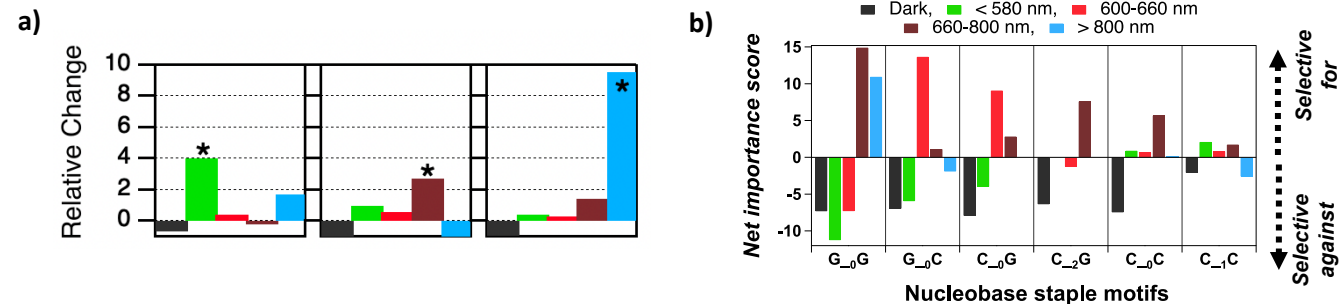 a)
Relative Change
10
8
6
4
2
0
*
*
*
b)
Dark, < 580 nm, 600-660 nm
660-800 nm, > 800 nm
Net importance score
15
10
5
0
-5
-10
G_0G G_0C C_0G C_2G C_0C C_1C
Nucleobase staple motifs
Selective for
Selective against